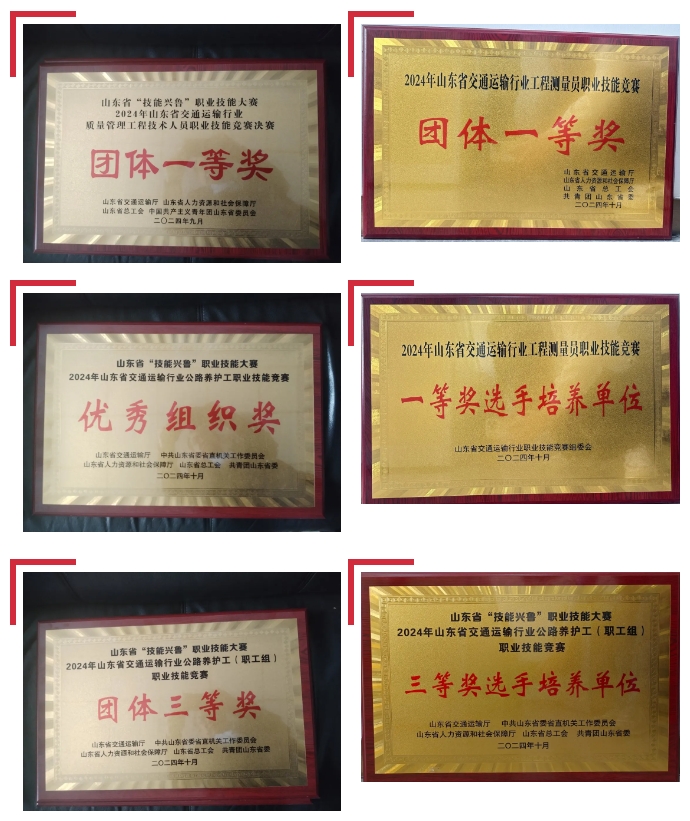 山东省“技能兴鲁”职业技能大赛
2024年山东省交通运输行业
质量管理工程技术人员职业技能竞赛决赛
团体一等奖
山东省交通运输厅 山东省人力资源和社会保障厅
山东省总工会 中国共产主义青年团山东省委员会
二〇二四年九月
2024年山东省交通运输行业工程测量员职业技能竞赛
团体一等奖
山东省交通运输厅
山东省人力资源和社会保障厅
山东省总工会
共青团山东省委
二〇二四年十月
山东省“技能兴鲁”职业技能大赛
2024年山东省交通运输行业公路养护工职业技能竞赛
优秀组织奖
山东省交通运输厅 中共山东省委省直机关工作委员会
山东省人力资源和社会保障厅 山东省总工会 共青团山东省委
二〇二四年十月
2024年山东省交通运输行业工程测量员职业技能竞赛
一等奖选手培养单位
山东省交通运输行业职业技能竞赛组委会
二〇二四年十月
山东省“技能兴鲁”职业技能大赛
2024年山东省交通运输行业公路养护工（职工组）
职业技能竞赛
团体三等奖
山东省交通运输厅 中共山东省委省直机关工作委员会
山东省人力资源和社会保障厅 山东省总工会 共青团山东省委
二〇二四年十月
山东省“技能兴鲁”职业技能大赛
2024年山东省交通运输行业公路养护工（职工组）
职业技能竞赛
三等奖选手培养单位
山东省交通运输厅 中共山东省委省直机关工作委员会
山东省人力资源和社会保障厅 山东省总工会 共青团山东省委
二〇二四年十月